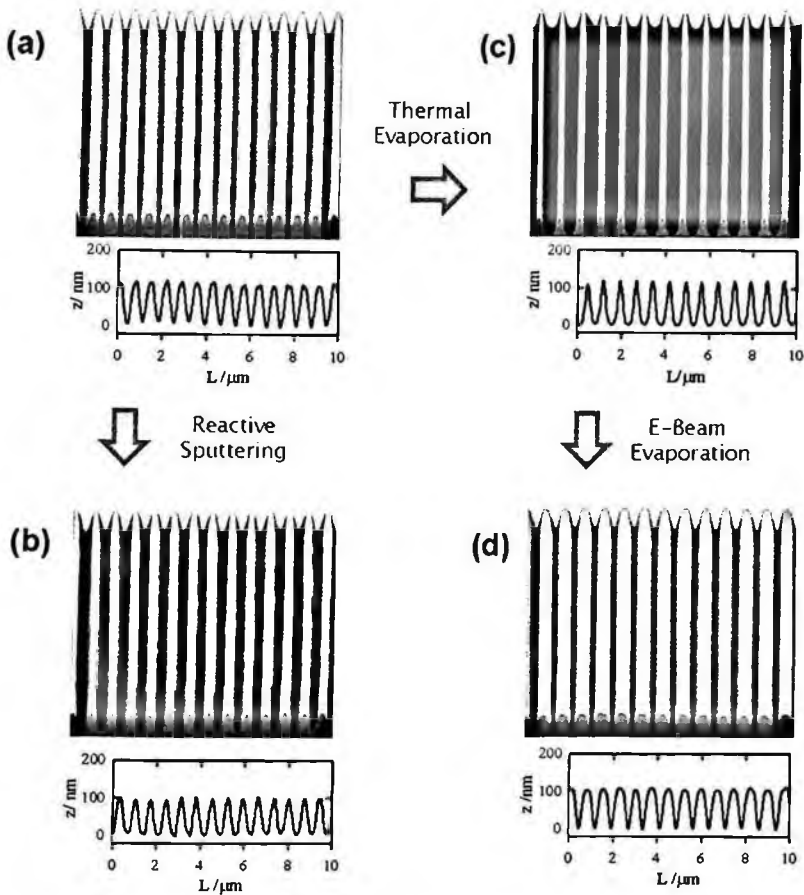 (a)
200
100
0
z/ nm
0 2 4 6 8 10
L /µm
Thermal
Evaporation
(c)
200
100
0
z/ nm
0 2 4 6 8 10
L/µm
Reactive
Sputtering
E-Beam
Evaporation
(b)
200
100
0
z/ nm
0 2 4 6 8 10
L /µm
(d)
200
100
0
z /nm
0 2 4 6 8 10
L /µm